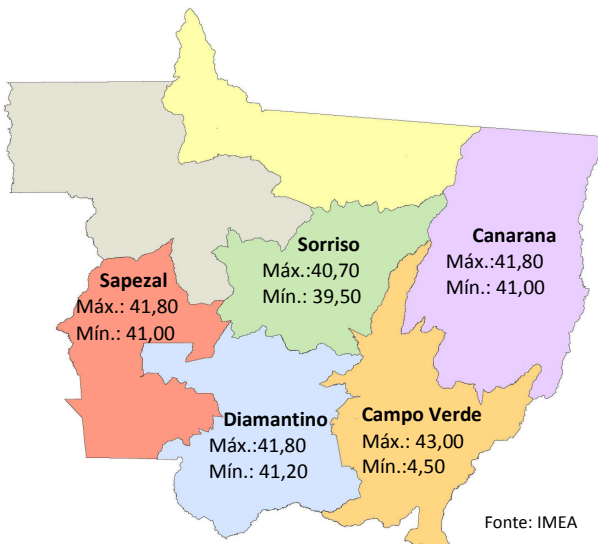 Sorriso
Máx.:40,70
Mín.: 39,50
Canarana
Máx.:41,80
Mín.: 41,00
Sapezal
Máx.: 41,80
Mín.: 41,00
Diamantino
Máx.:41,80
Mín.: 41,20
Campo Verde
Máx.: 43,00
Mín.:4,50
Fonte: IMEA